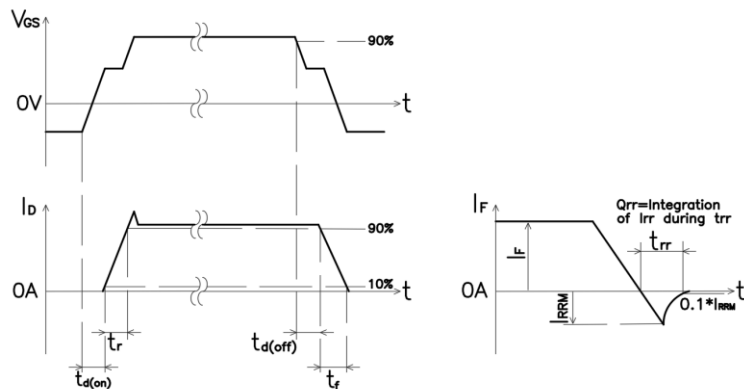 VGS
90%
0V
t
ID
90%
10%
0A
t
tr
td(off)
td(on)
tf
IF
Qrr=Integration
of Irr during trr
trr
IF
0A
t
IRRM
0.1*IRRM